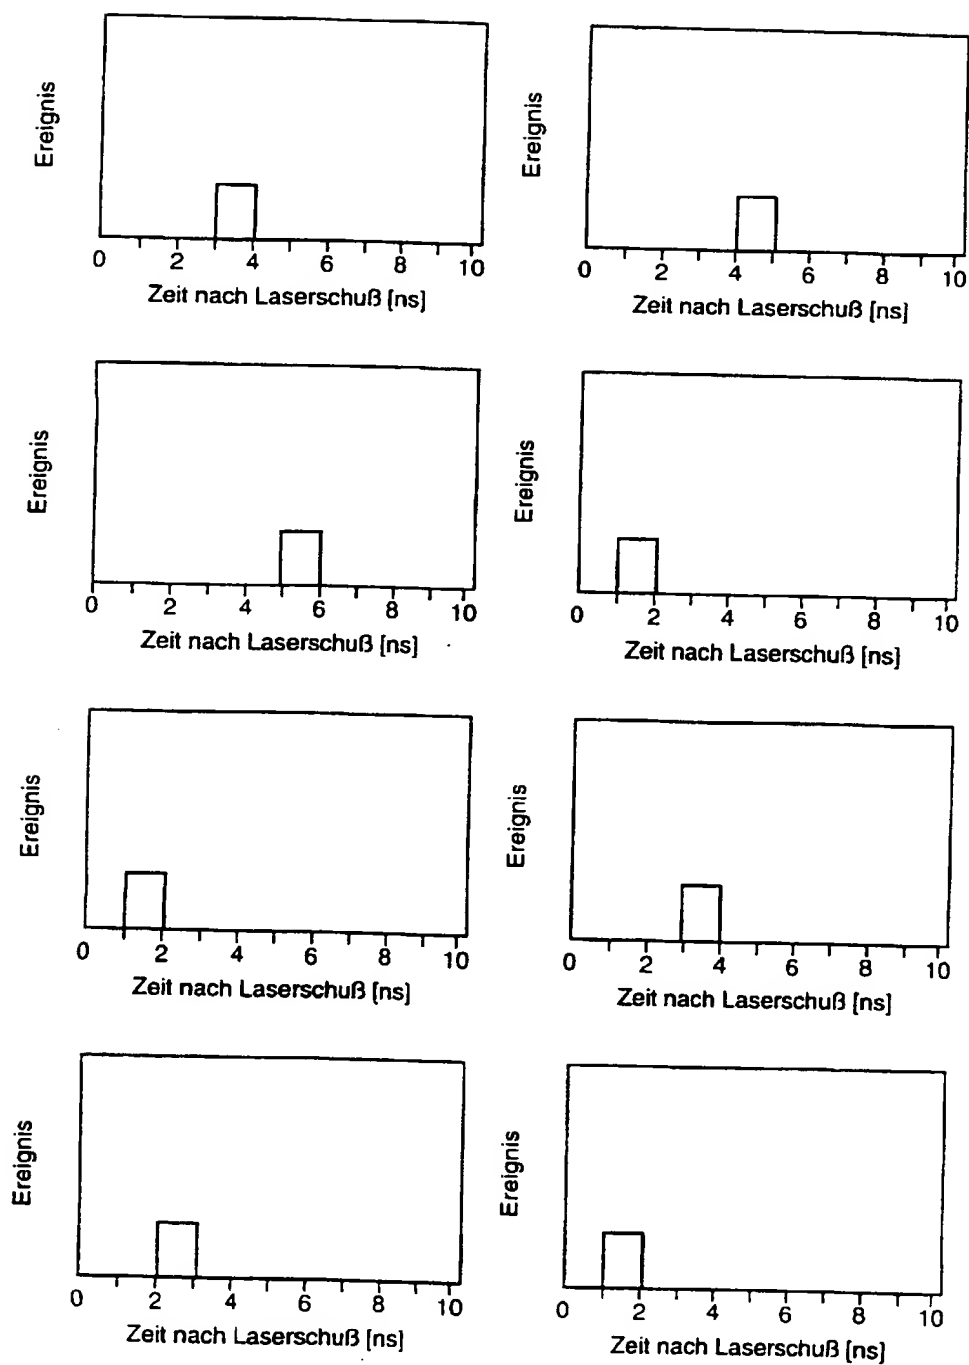 Ereignis
0 2 4 6 8 10
Zeit nach Laserschuß [ns]
Ereignis
0 2 4 6 8 10
Zeit nach Laserschuß [ns]
Ereignis
0 2 4 6 8 10
Zeit nach Laserschuß [ns]
Ereignis
0 2 4 6 8 10
Zeit nach Laserschuß [ns]
Ereignis
0 2 4 6 8 10
Zeit nach Laserschuß [ns]
Ereignis
0 2 4 6 8 10
Zeit nach Laserschuß [ns]
Ereignis
0 2 4 6 8 10
Zeit nach Laserschuß [ns]
Ereignis
0 2 4 6 8 10
Zeit nach Laserschuß [ns]